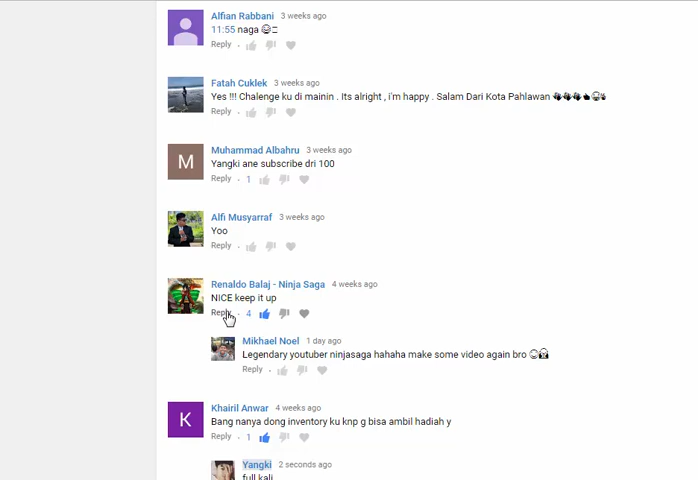 Alfian Rabbani 3 weeks ago
11:55 naga
Reply
Fatah Cuklek 3 weeks ago
Yes !!! Chalenge ku di mainin . Its alright , i'm happy . Salam Dari Kota Pahlawan
Reply
M
Muhammad Albahru 3 weeks ago
Yangki ane subscribe dri 100
Reply 1
Alfi Musyarraf 3 weeks ago
Yoo
Reply
Renaldo Balaj - Ninja Saga 4 weeks ago
NICE keep it up
Reply 4
Mikhael Noel 1 day ago
Legendary youtuber ninjasaga hahaha make some video again bro
Reply
K
Khairil Anwar 4 weeks ago
Bang nanya dong inventory ku knp g bisa ambil hadiah y
Reply 1
Yangki 2 seconds ago
full kali